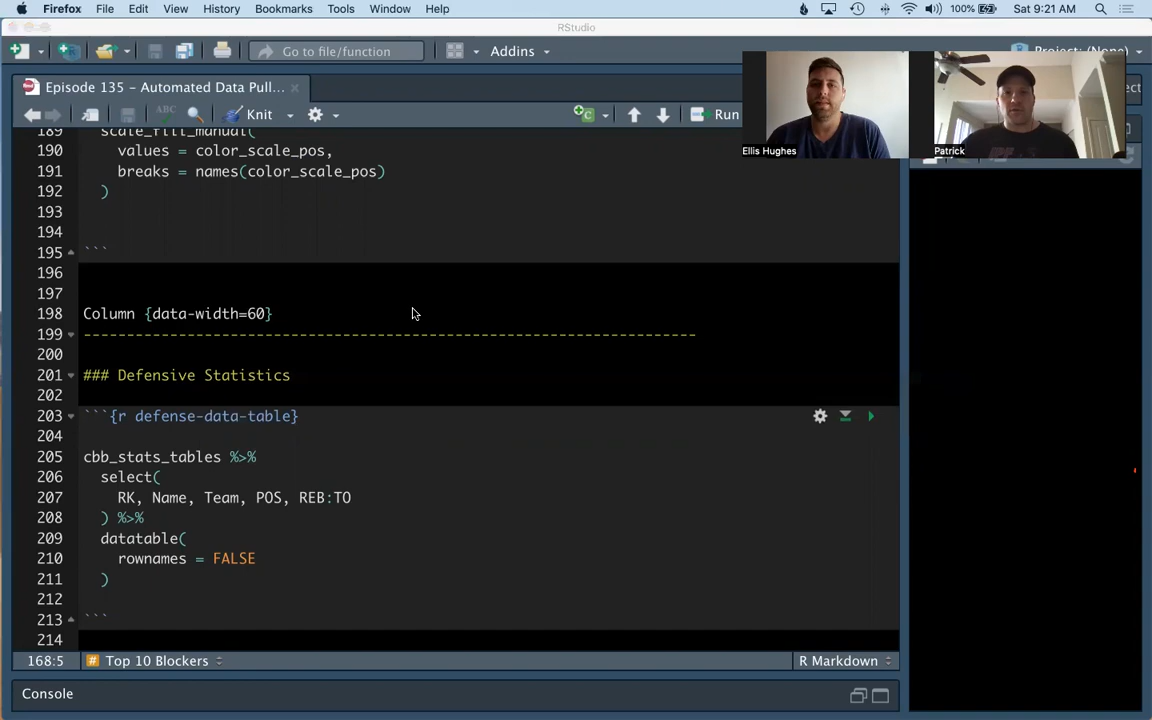 Firefox File Edit View History Bookmarks Tools Window Help 100% Sat 9:21 AM
RStudio
Go to file/function Addins Project: (None)
Episode 135 - Automated Data Pull...
ABC Knit Run
Ellis Hughes Patrick
189 scale_fill_manual(
190 values = color_scale_pos,
191 breaks = names(color_scale_pos)
192 )
193
194
195 ```
196
197
198 Column {data-width=60}
199 -----------------------------------------------------------------------
200
201 ### Defensive Statistics
202
203 ```{r defense-data-table}
204
205 cbb_stats_tables %>%
206 select(
207 RK, Name, Team, POS, REB:TO
208 ) %>%
209 datatable(
210 rownames = FALSE
211 )
212
213 ```
214
168:5 # Top 10 Blockers R Markdown
Console